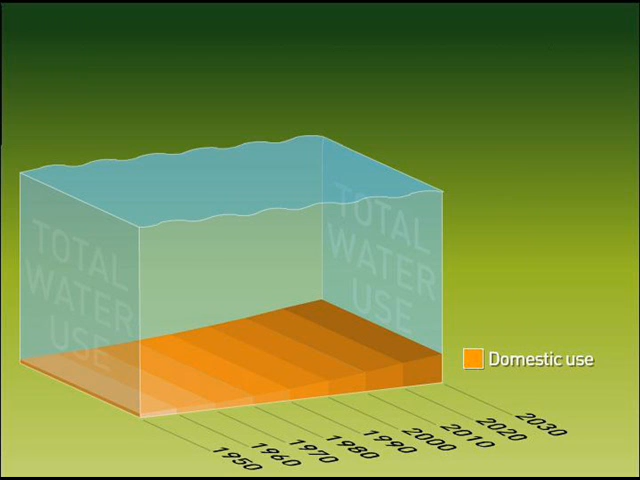 TOTAL
WATER
USE
TOTAL
WATER
USE
Domestic use
1950
1960
1970
1980
1990
2000
2010
2020
2030